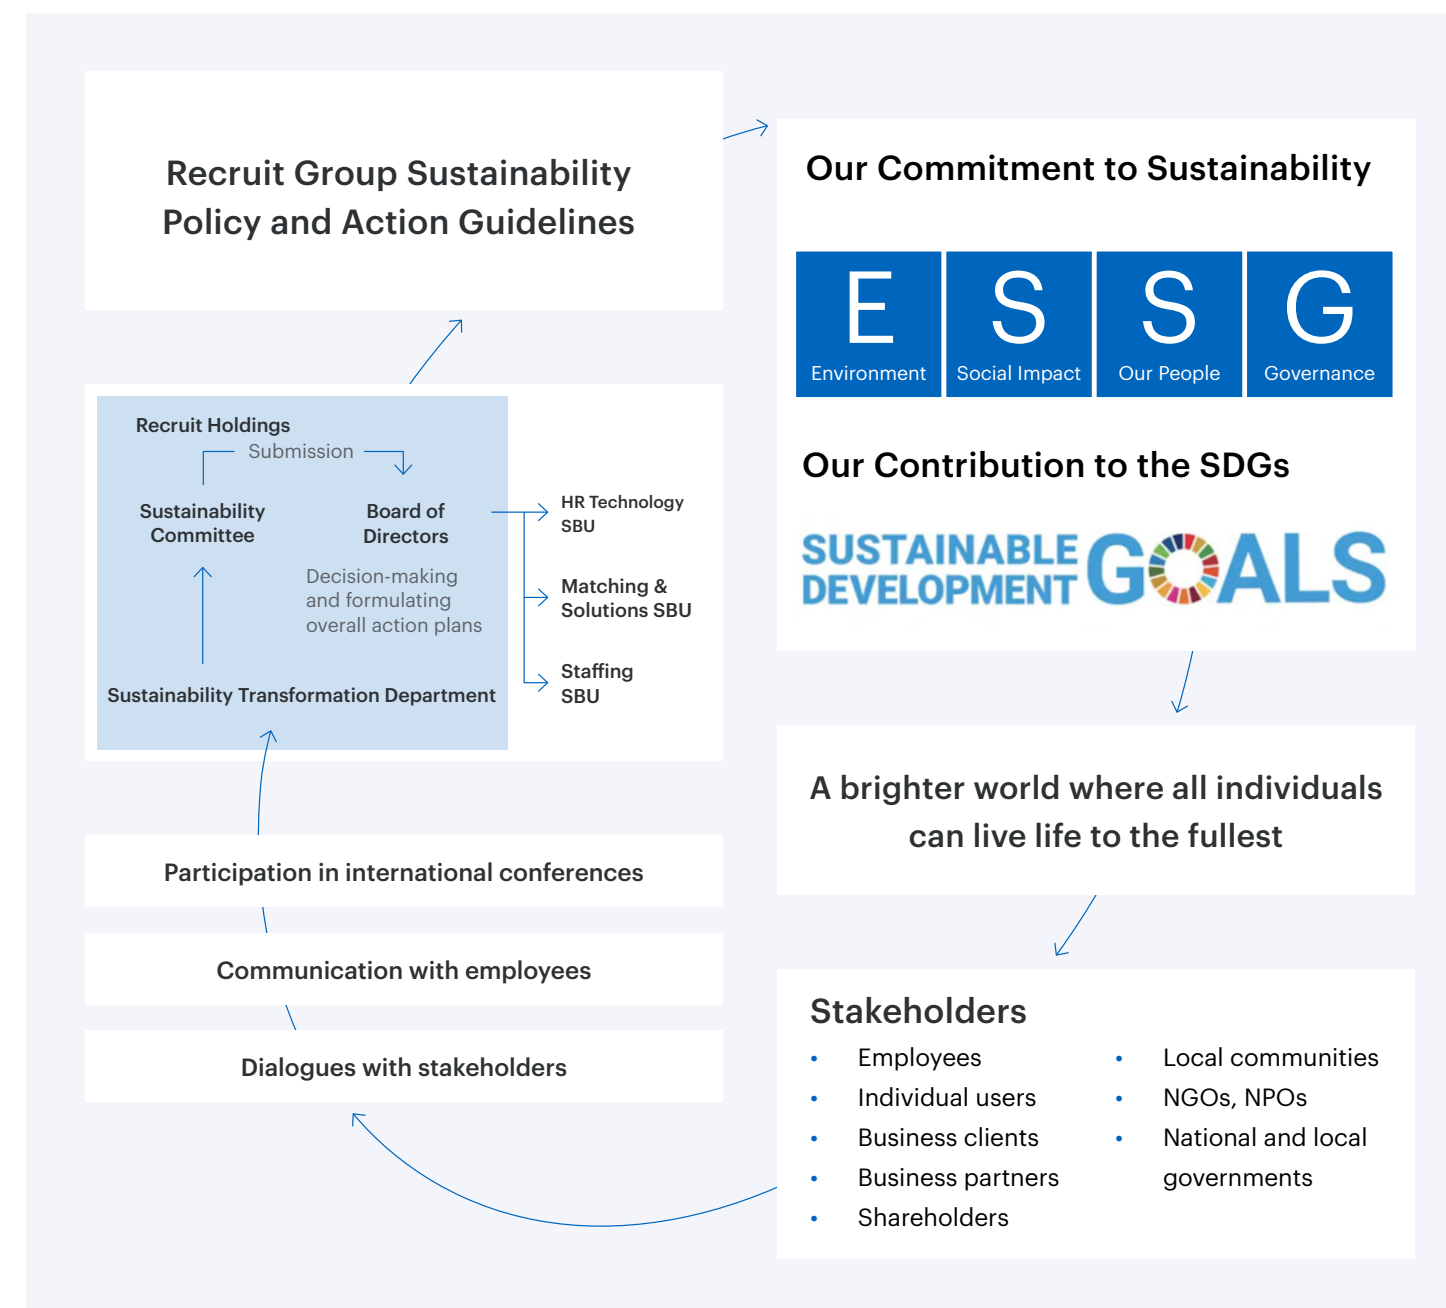 Recruit Group Sustainability
Policy and Action Guidelines
Recruit Holdings
Submission
Sustainability
Committee
Board of
Directors
Decision-making
and formulating
overall action plans
Sustainability Transformation Department
HR Technology
SBU
Matching &
Solutions SBU
Staffing
SBU
Participation in international conferences
Communication with employees
Dialogues with stakeholders
Our Commitment to Sustainability
E
Environment
S
Social Impact
S
Our People
G
Governance
Our Contribution to the SDGs
SUSTAINABLE
DEVELOPMENT
GOALS
A brighter world where all individuals
can live life to the fullest
Stakeholders
• Employees
• Individual users
• Business clients
• Business partners
• Shareholders
• Local communities
• NGOs, NPOs
• National and local
governments